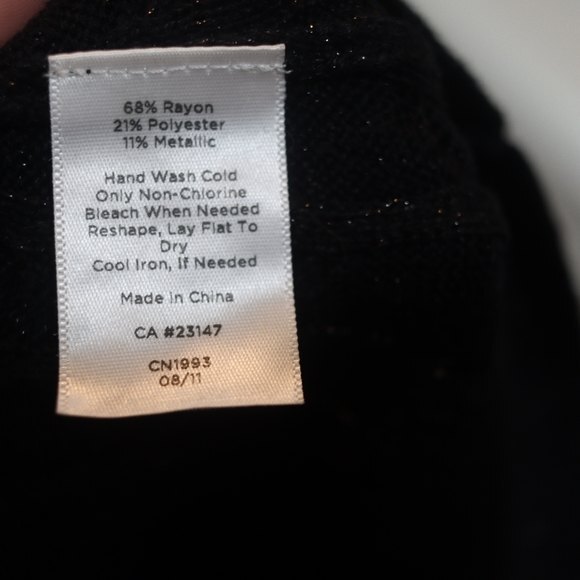 68% Rayon
21% Polyester
11% Metallic
Hand Wash Cold
Only Non-Chlorine
Bleach When Needed
Reshape, Lay Flat To
Dry
Cool Iron, If Needed
Made in China
CA #23147
CN1993
08/11